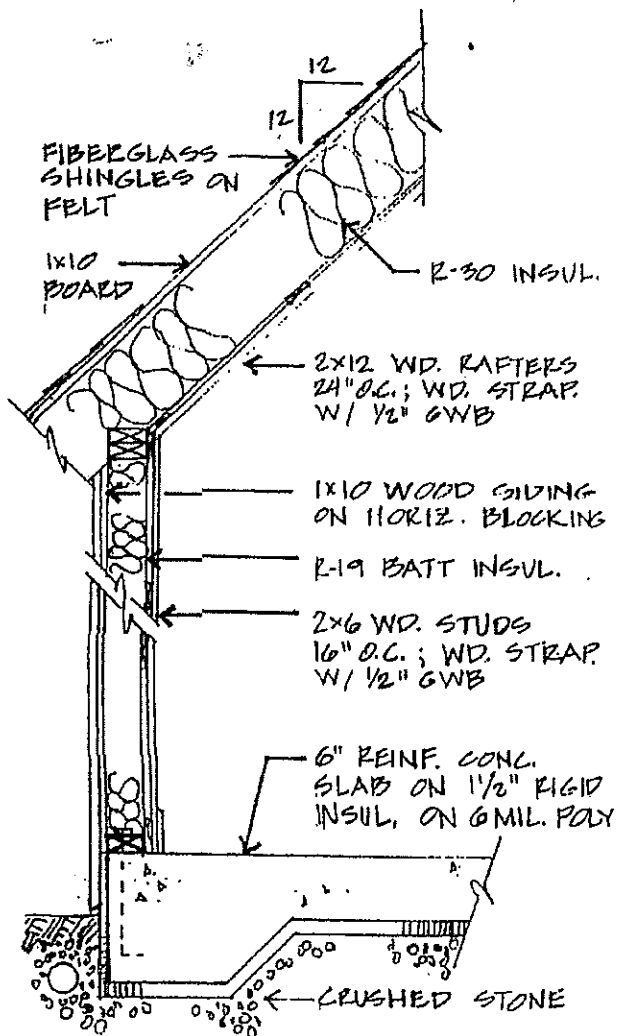 12
12
FIBERGLASS
SHINGLES ON
FELT
1x10
BOARD
R-30 INSUL.
2x12 WD. RAFTERS
24" O.C.; WD. STRAP.
W/ 1/2" GWB
1x10 WOOD SIDING
ON HORIZ. BLOCKING
R-19 BATT INSUL.
2x6 WD. STUDS
16" O.C.; WD. STRAP.
W/ 1/2" GWB
6" REINF. CONC.
SLAB ON 1 1/2" RIGID
INSUL, ON 6 MIL. POLY
CRUSHED STONE